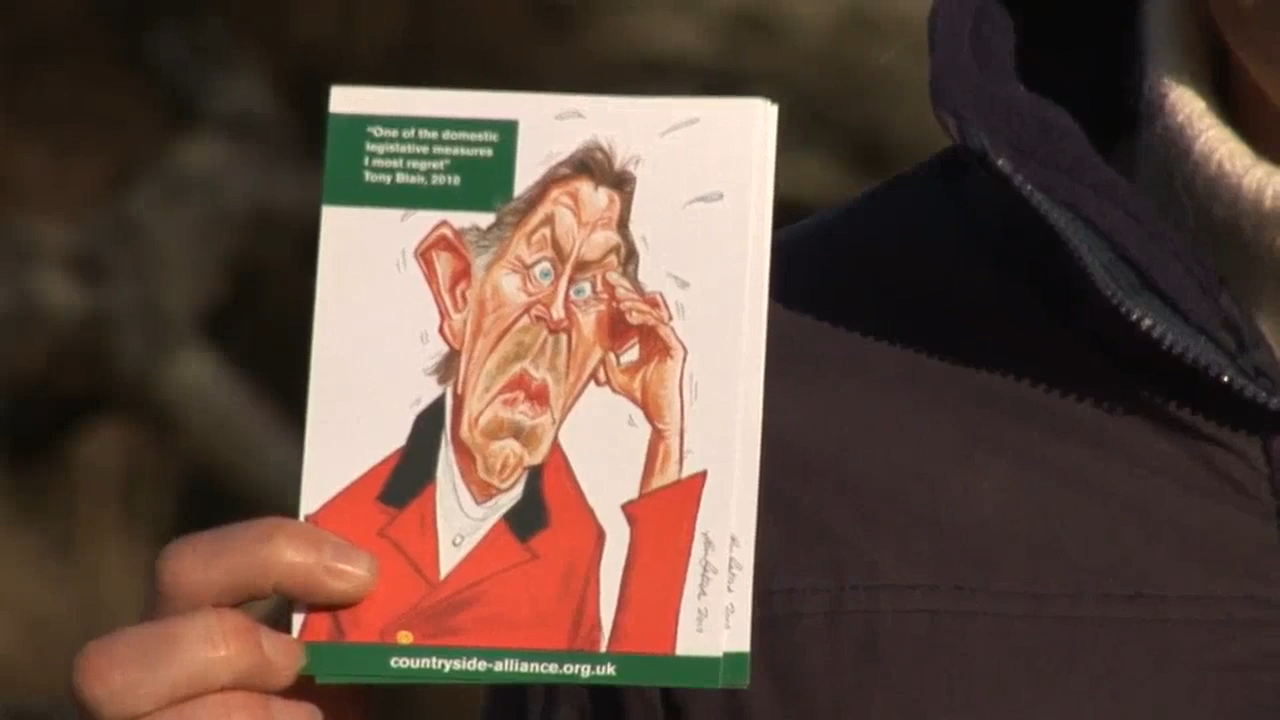 "One of the domestic
legislative measures
I most regret"
Tony Blair, 2010
countryside-alliance.org.uk